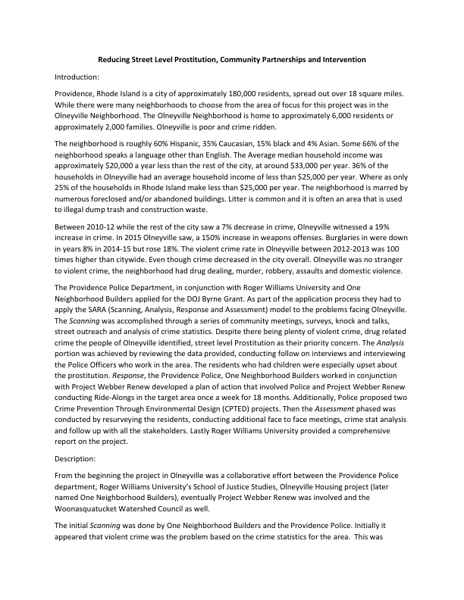 Reducing Street Level Prostitution, Community Partnerships and Intervention
Introduction:
Providence, Rhode Island is a city of approximately 180,000 residents, spread out over 18 square miles.
While there were many neighborhoods to choose from the area of focus for this project was in the
Olneyville Neighborhood. The Olneyville Neighborhood is home to approximately 6,000 residents or
approximately 2,000 families. Olneyville is poor and crime ridden.
The neighborhood is roughly 60% Hispanic, 35% Caucasian, 15% black and 4% Asian. Some 66% of the
neighborhood speaks a language other than English. The Average median household income was
approximately $20,000 a year less than the rest of the city, at around $33,000 per year. 36% of the
households in Olneyville had an average household income of less than $25,000 per year. Where as only
25% of the households in Rhode Island make less than $25,000 per year. The neighborhood is marred by
numerous foreclosed and/or abandoned buildings. Litter is common and it is often an area that is used
to illegal dump trash and construction waste.
Between 2010-12 while the rest of the city saw a 7% decrease in crime, Olneyville witnessed a 19%
increase in crime. In 2015 Olneyville saw, a 150% increase in weapons offenses. Burglaries in were down
in years 8% in 2014-15 but rose 18%. The violent crime rate in Olneyville between 2012-2013 was 100
times higher than citywide. Even though crime decreased in the city overall. Olneyville was no stranger
to violent crime, the neighborhood had drug dealing, murder, robbery, assaults and domestic violence.
The Providence Police Department, in conjunction with Roger Williams University and One
Neighborhood Builders applied for the DOJ Byrne Grant. As part of the application process they had to
apply the SARA (Scanning, Analysis, Response and Assessment) model to the problems facing Olneyville.
The Scanning was accomplished through a series of community meetings, surveys, knock and talks,
street outreach and analysis of crime statistics. Despite there being plenty of violent crime, drug related
crime the people of Olneyville identified, street level Prostitution as their priority concern. The Analysis
portion was achieved by reviewing the data provided, conducting follow on interviews and interviewing
the Police Officers who work in the area. The residents who had children were especially upset about
the prostitution. Response, the Providence Police, One Neighborhood Builders worked in conjunction
with Project Webber Renew developed a plan of action that involved Police and Project Webber Renew
conducting Ride-Alongs in the target area once a week for 18 months. Additionally, Police proposed two
Crime Prevention Through Environmental Design (CPTED) projects. Then the Assessment phased was
conducted by resurveying the residents, conducting additional face to face meetings, crime stat analysis
and follow up with all the stakeholders. Lastly Roger Williams University provided a comprehensive
report on the project.
Description:
From the beginning the project in Olneyville was a collaborative effort between the Providence Police
department, Roger Williams University's School of Justice Studies, Olneyville Housing project (later
named One Neighborhood Builders), eventually Project Webber Renew was involved and the
Woonasquatucket Watershed Council as well.
The initial Scanning was done by One Neighborhood Builders and the Providence Police. Initially it
appeared that violent crime was the problem based on the crime statistics for the area. This was